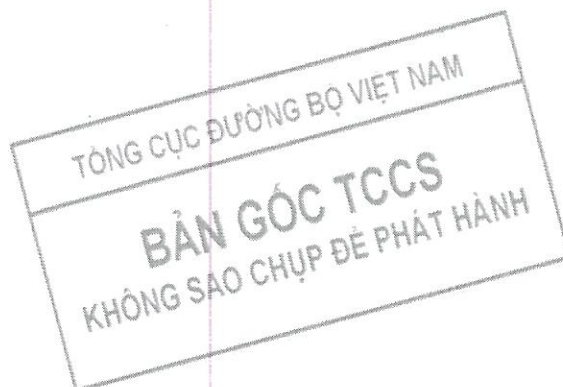 TỔNG CỤC ĐƯỜNG BỘ VIỆT NAM
BẢN GỐC TCCS
KHÔNG SAO CHỤP ĐỂ PHÁT HÀNH